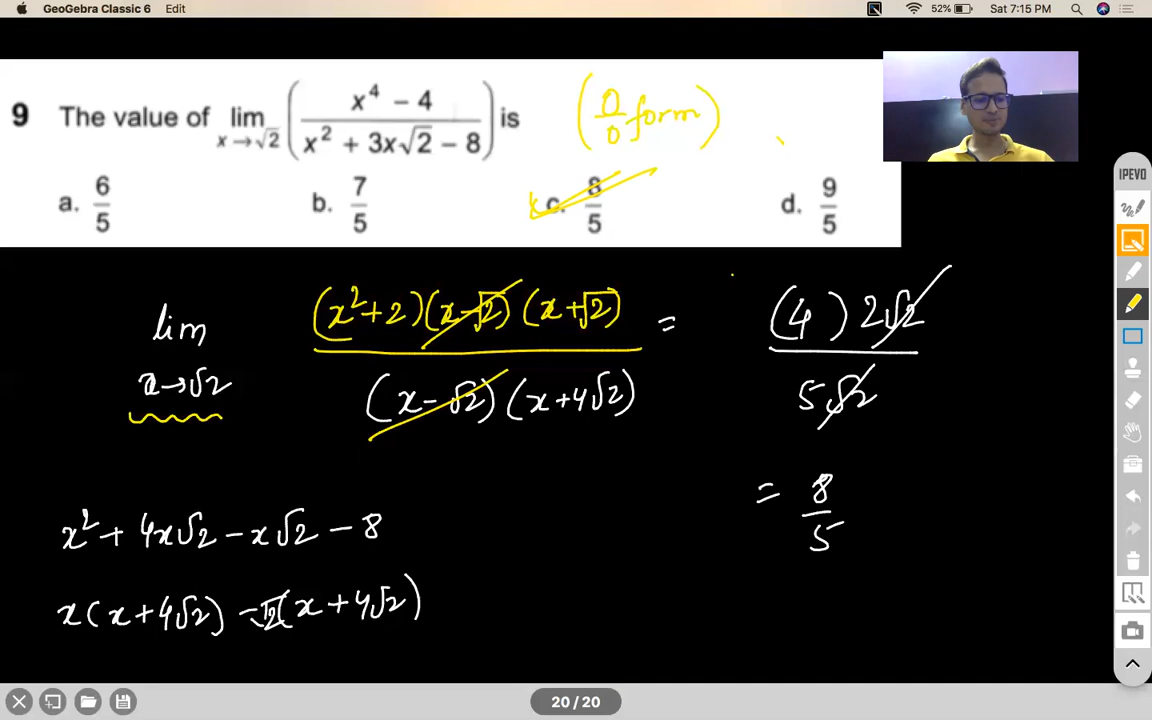 GeoGebra Classic 6 Edit 52% Sat 7:15 PM
9 The value of lim x→√2 ( (x⁴ − 4) / (x² + 3x√2 − 8) ) is (0/0 form)
a. 6/5 b. 7/5 c. 8/5 d. 9/5
IPEVO
lim x→√2 (x²+2)(x−√2)(x+√2) / (x−√2)(x+4√2) = (4) 2√2 / 5√2
= 8/5
x² + 4x√2 − x√2 − 8
x(x+4√2) −√2(x+4√2)
20 / 20